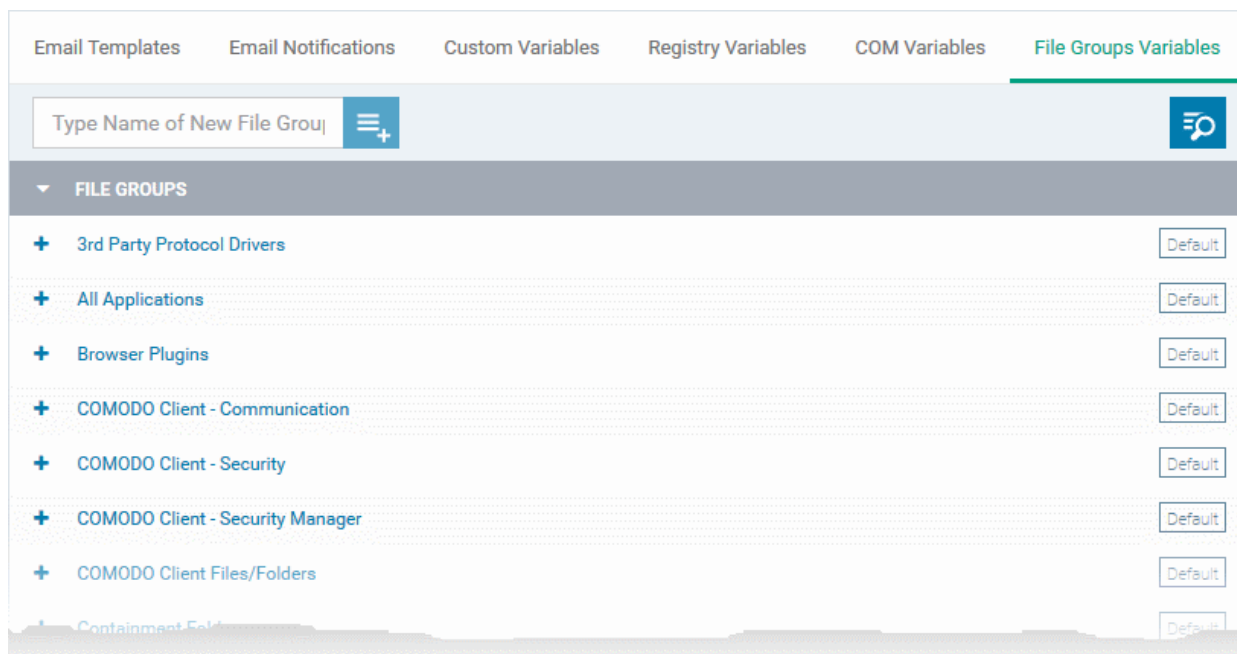 Email Templates Email Notifications Custom Variables Registry Variables COM Variables File Groups Variables
Type Name of New File Grou
FILE GROUPS
3rd Party Protocol Drivers Default
All Applications Default
Browser Plugins Default
COMODO Client - Communication Default
COMODO Client - Security Default
COMODO Client - Security Manager Default
COMODO Client Files/Folders Default
Containment Default